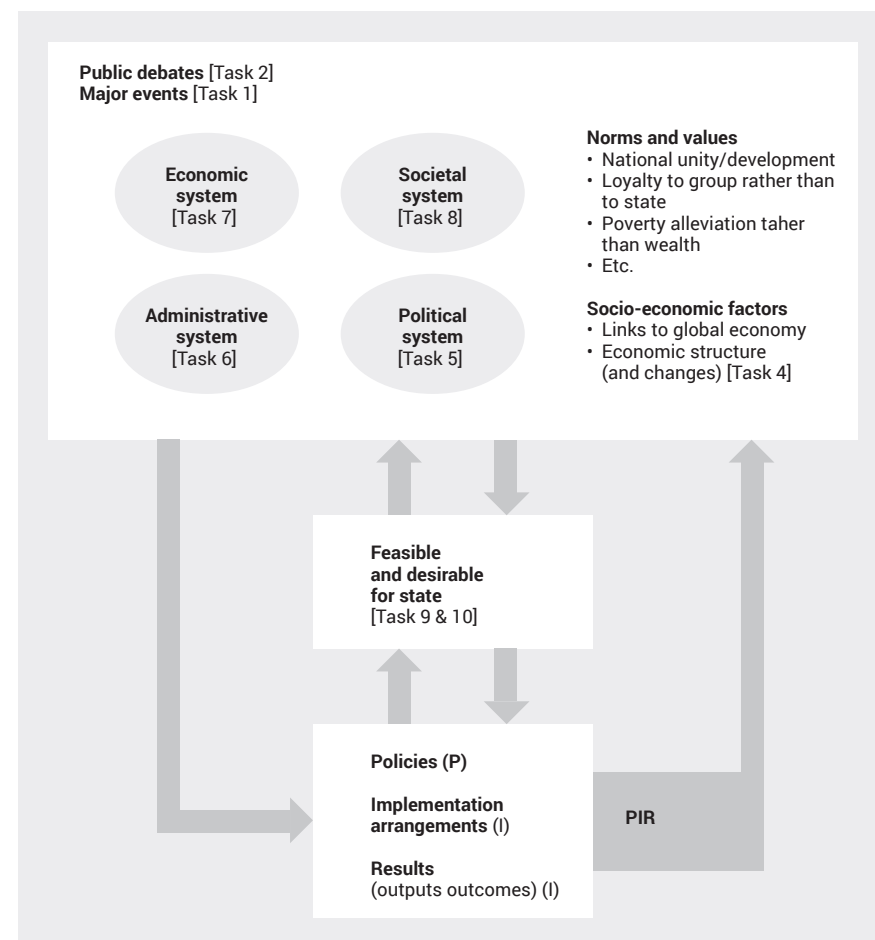 Public debates [Task 2]
Major events [Task 1]
Economic
system
[Task 7]
Societal
system
[Task 8]
Administrative
system
[Task 6]
Political
system
[Task 5]
Norms and values
• National unity/development
• Loyalty to group rather than
to state
• Poverty alleviation taher
than wealth
• Etc.
Socio-economic factors
• Links to global economy
• Economic structure
(and changes) [Task 4]
Feasible
and desirable
for state
[Task 9 & 10]
Policies (P)
Implementation
arrangements (I)
Results
(outputs outcomes) (I)
PIR